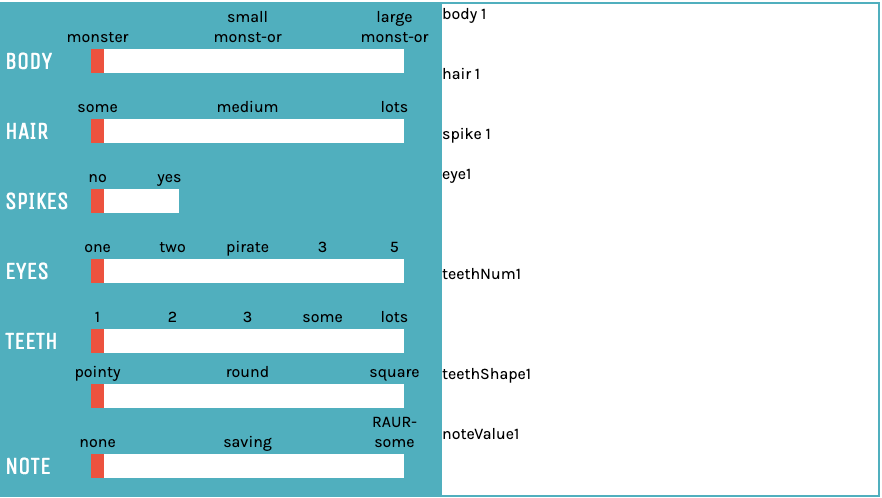 small large
monster monst-or monst-or
BODY
some medium lots
HAIR
no yes
SPIKES
one two pirate 3 5
EYES
1 2 3 some lots
TEETH
pointy round square
RAUR-
none saving some
NOTE
body 1
hair 1
spike 1
eye1
teethNum1
teethShape1
noteValue1